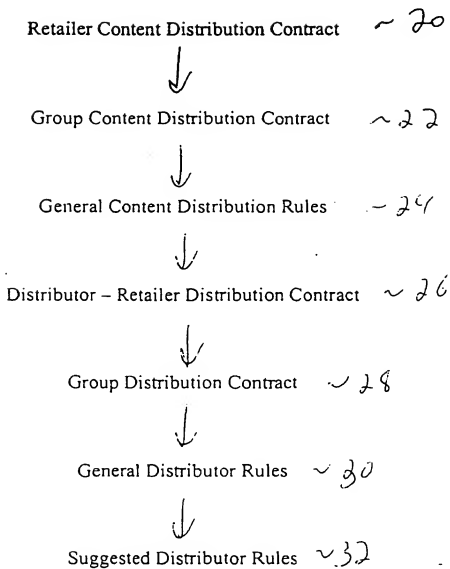 Retailer Content Distribution Contract ~ 20
Group Content Distribution Contract ~ 22
General Content Distribution Rules ~ 24
Distributor – Retailer Distribution Contract ~ 26
Group Distribution Contract ~ 28
General Distributor Rules ~ 30
Suggested Distributor Rules ~ 32